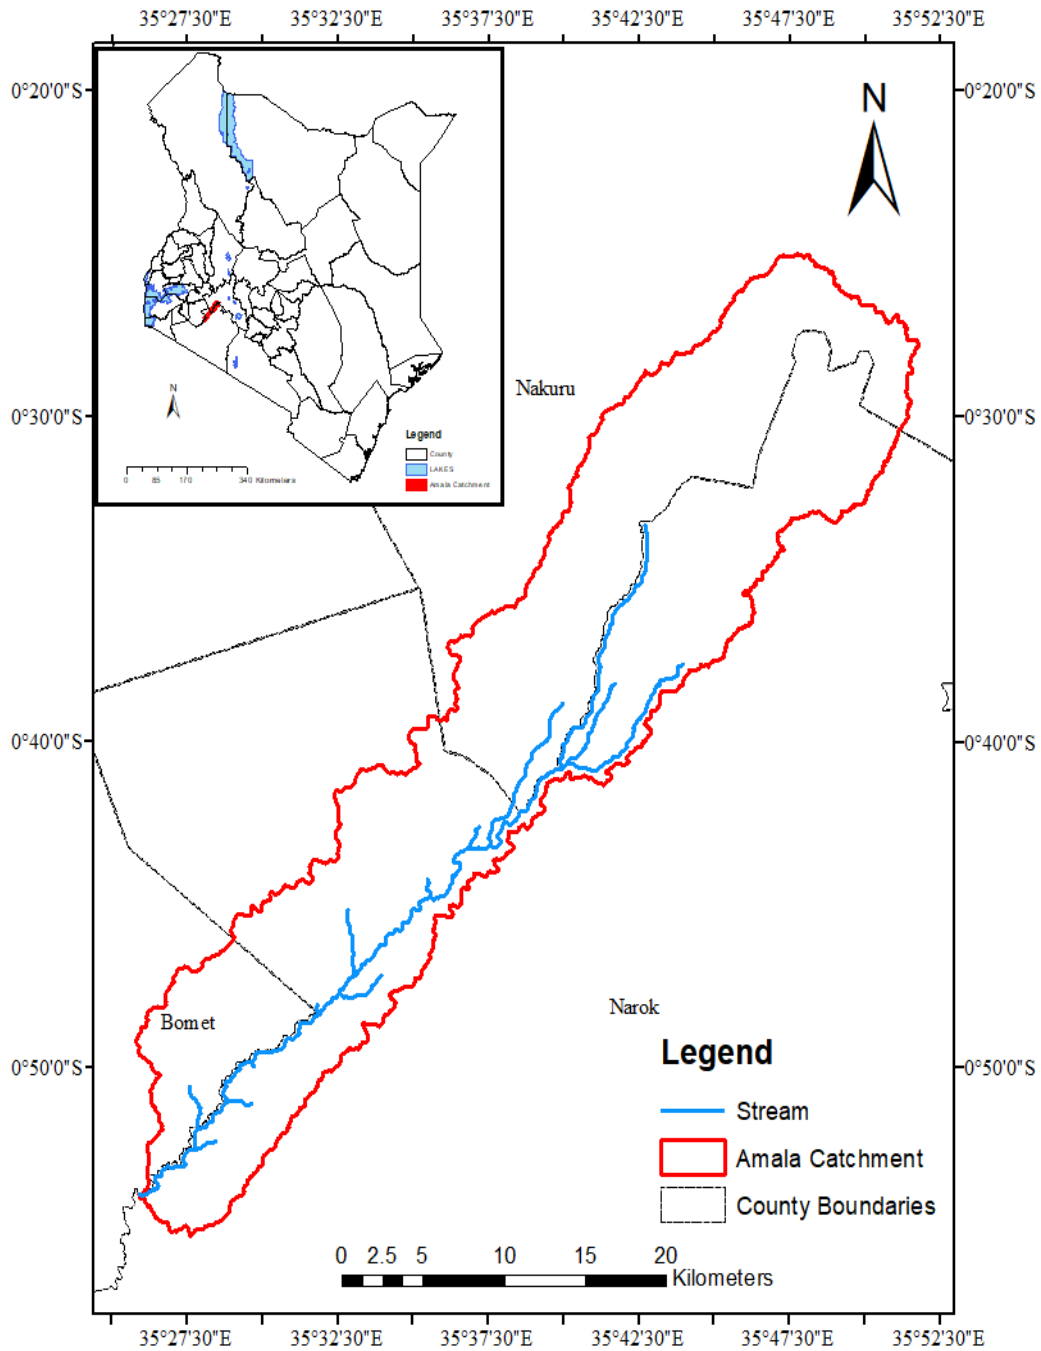 35°27'30"E 35°32'30"E 35°37'30"E 35°42'30"E 35°47'30"E 35°52'30"E
0°20'0"S 0°20'0"S
N
N
Legend
County
LAKES
Amala Catchment
0 85 170 340 Kilometers
Nakuru
0°30'0"S 0°30'0"S
0°40'0"S 0°40'0"S
Bomet
Narok
0°50'0"S 0°50'0"S
Legend
Stream
Amala Catchment
County Boundaries
0 2.5 5 10 15 20
Kilometers
35°27'30"E 35°32'30"E 35°37'30"E 35°42'30"E 35°47'30"E 35°52'30"E